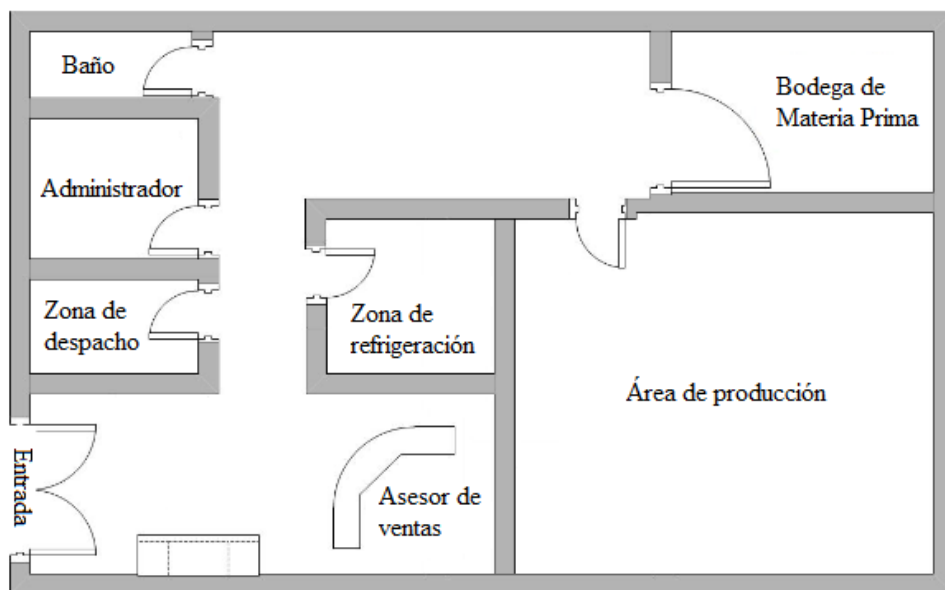 Baño
Bodega de
Materia Prima
Administrador
Zona de
despacho
Zona de
refrigeración
Área de producción
Entrada
Asesor de
ventas